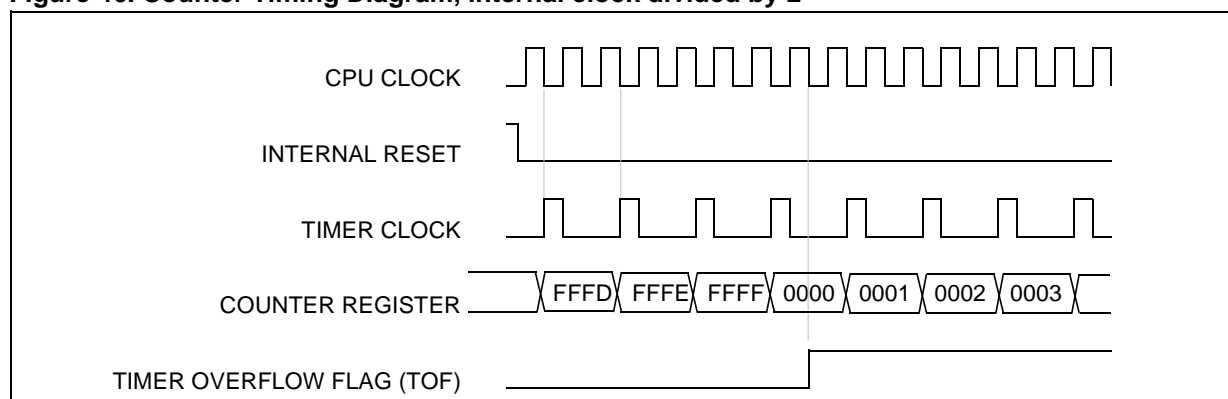 Figure Counter Timing Diagram, internal clock divided by 2
CPU CLOCK
INTERNAL RESET
TIMER CLOCK
COUNTER REGISTER
FFFD FFFE FFFF 0000 0001 0002 0003
TIMER OVERFLOW FLAG (TOF)